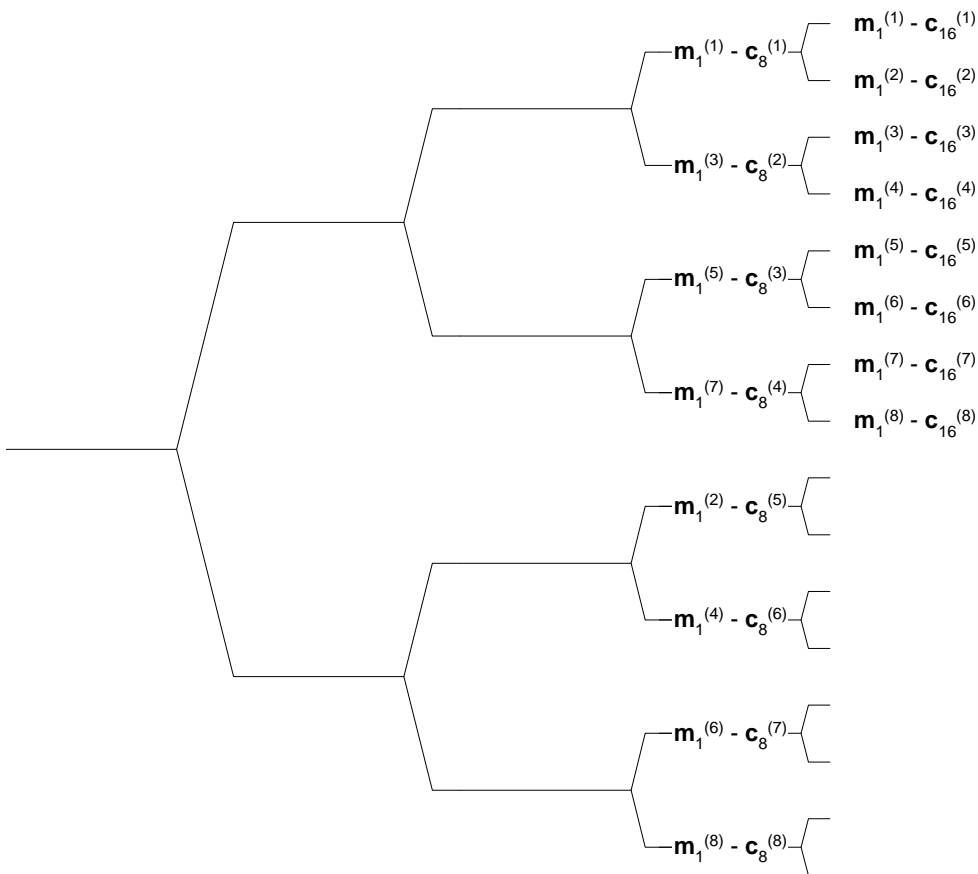 m₁⁽¹⁾ - c₁₆⁽¹⁾
m₁⁽¹⁾ - c₈⁽¹⁾
m₁⁽²⁾ - c₁₆⁽²⁾
m₁⁽³⁾ - c₁₆⁽³⁾
m₁⁽³⁾ - c₈⁽²⁾
m₁⁽⁴⁾ - c₁₆⁽⁴⁾
m₁⁽⁵⁾ - c₁₆⁽⁵⁾
m₁⁽⁵⁾ - c₈⁽³⁾
m₁⁽⁶⁾ - c₁₆⁽⁶⁾
m₁⁽⁷⁾ - c₁₆⁽⁷⁾
m₁⁽⁷⁾ - c₈⁽⁴⁾
m₁⁽⁸⁾ - c₁₆⁽⁸⁾
m₁⁽²⁾ - c₈⁽⁵⁾
m₁⁽⁴⁾ - c₈⁽⁶⁾
m₁⁽⁶⁾ - c₈⁽⁷⁾
m₁⁽⁸⁾ - c₈⁽⁸⁾